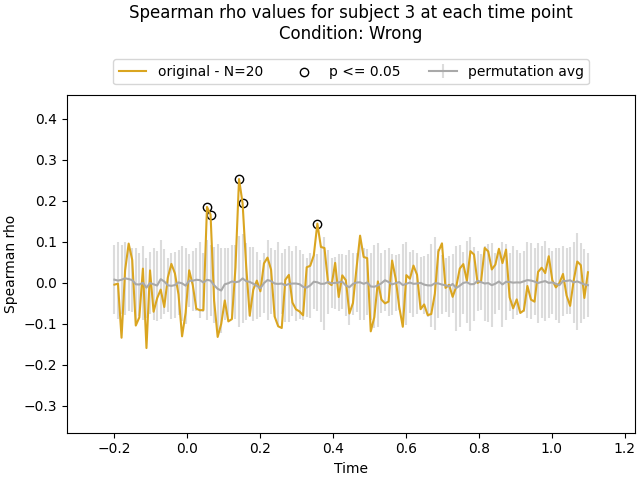 Spearman rho values for subject 3 at each time point
Condition: Wrong
original - N=20
p <= 0.05
permutation avg
0.4
0.3
0.2
0.1
0.0
−0.1
−0.2
−0.3
Spearman rho
−0.2
0.0
0.2
0.4
0.6
0.8
1.0
1.2
Time